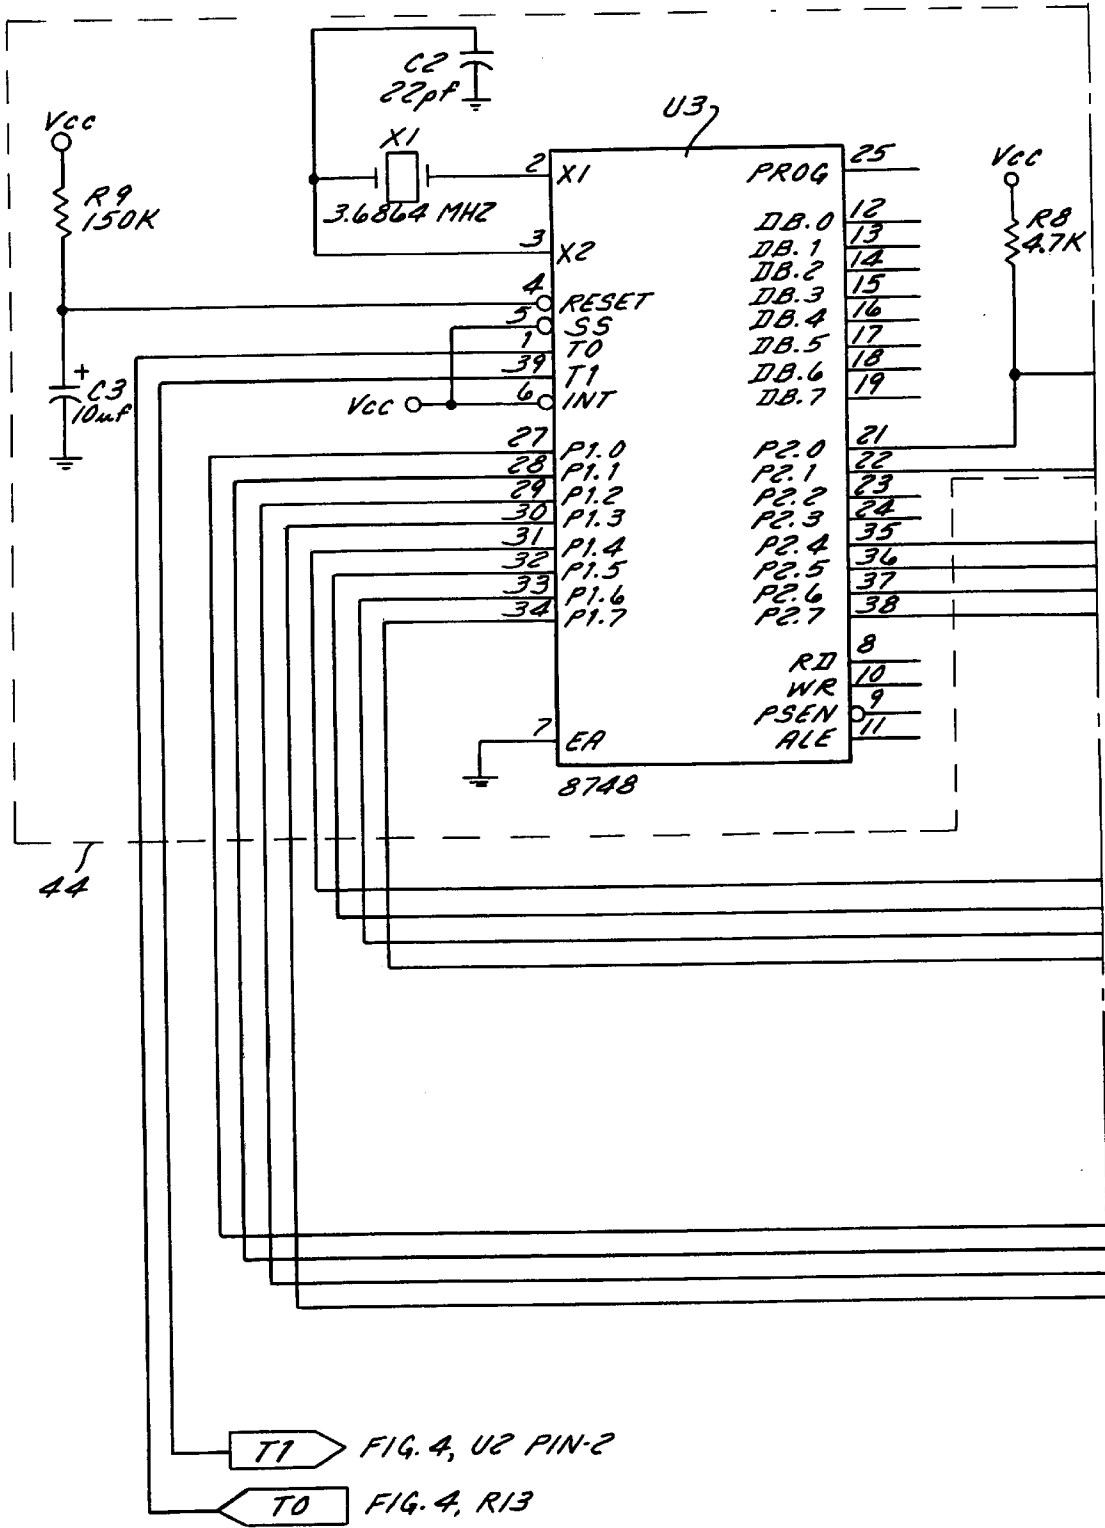 C2
22pf
U3
Vcc
X1
R9
150K
3.6864 MHZ
2
X1
3
X2
4
RESET
5
SS
1
T0
39
T1
6
INT
Vcc
+
C3
10uf
27
P1.0
28
P1.1
29
P1.2
30
P1.3
31
P1.4
32
P1.5
33
P1.6
34
P1.7
7
EA
8748
PROG
25
DB.0
12
DB.1
13
DB.2
14
DB.3
15
DB.4
16
DB.5
17
DB.6
18
DB.7
19
Vcc
R8
4.7K
P2.0
21
P2.1
22
P2.2
23
P2.3
24
P2.4
35
P2.5
36
P2.6
37
P2.7
38
RD
8
WR
10
PSEN
9
ALE
11
44
T1 FIG. 4, U2 PIN-2
T0 FIG. 4, R13